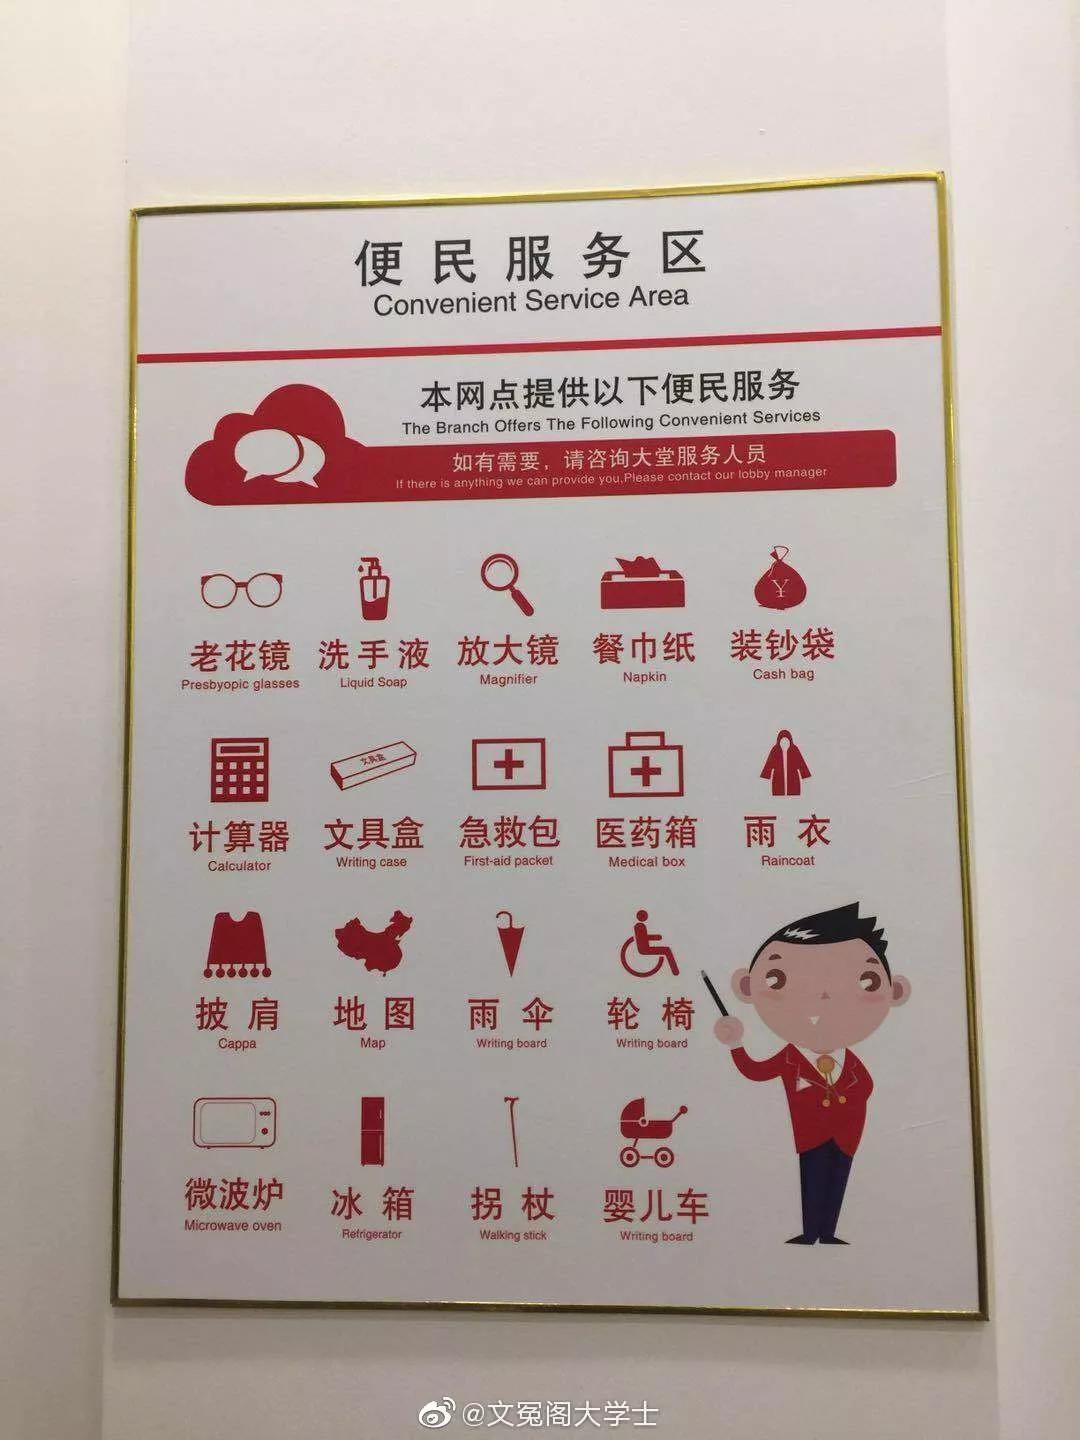 便民服务区
Convenient Service Area
本网点提供以下便民服务
The Branch Offers The Following Convenient Services
如有需要，请咨询大堂服务人员
If there is anything we can provide you,Please contact our lobby manager
¥
老花镜 洗手液 放大镜 餐巾纸 装钞袋
Presbyopic glasses Liquid Soap Magnifier Napkin Cash bag
文具盒
计算器 文具盒 急救包 医药箱 雨衣
Calculator Writing case First-aid packet Medical box Raincoat
披肩 地图 雨伞 轮椅
Cappa Map Writing board Writing board
微波炉 冰箱 拐杖 婴儿车
Microwave oven Refrigerator Walking stick Writing board
@文冤阁大学士